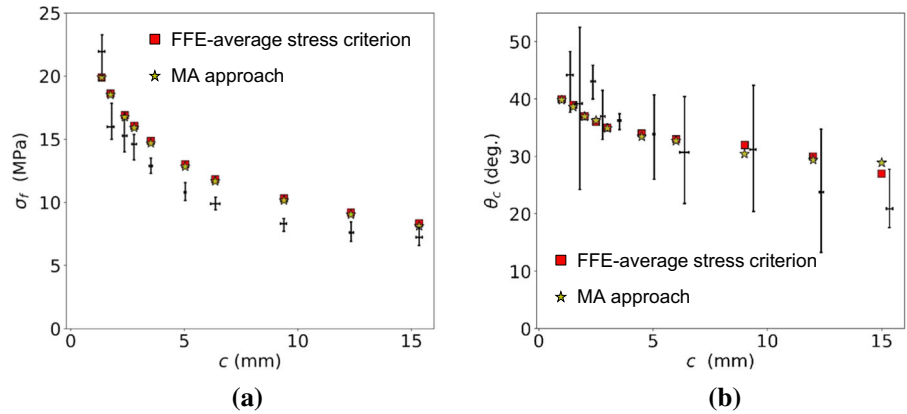 FFE-average stress criterion
MA approach
σf (MPa)
25
20
15
10
5
0
0 5 10 15
c (mm)
(a)
θc (deg.)
50
40
30
20
10
0
FFE-average stress criterion
MA approach
0 5 10 15
c (mm)
(b)